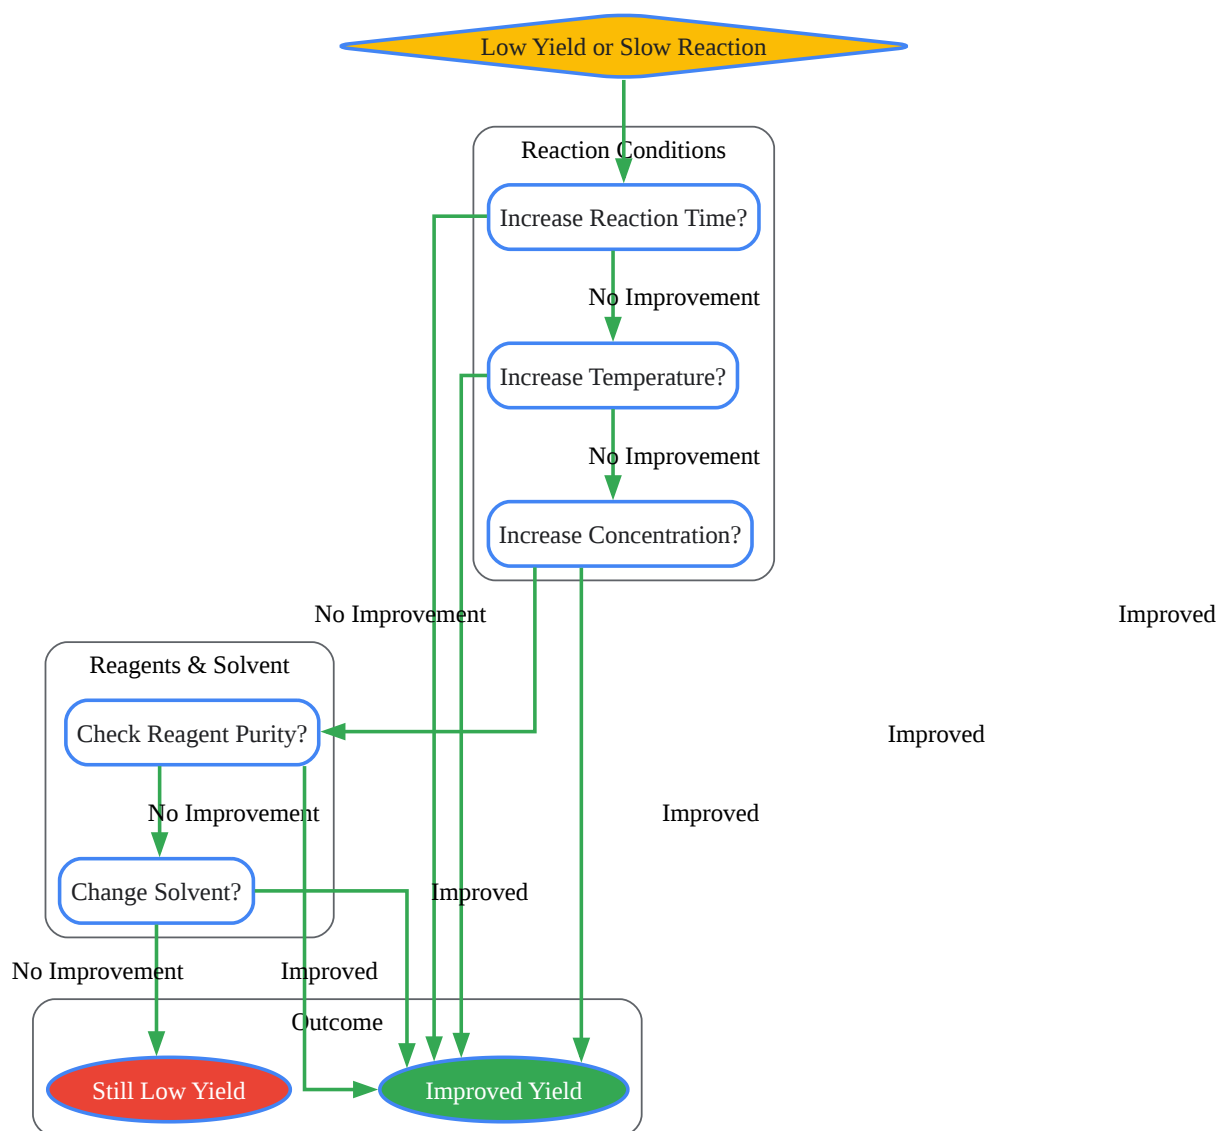 Low Yield or Slow Reaction
Reaction Conditions
Increase Reaction Time?
No Improvement
Increase Temperature?
No Improvement
Increase Concentration?
No Improvement
Improved
Reagents & Solvent
Check Reagent Purity?
Improved
No Improvement
Improved
Change Solvent?
Improved
No Improvement
Improved
Outcome
Still Low Yield
Improved Yield